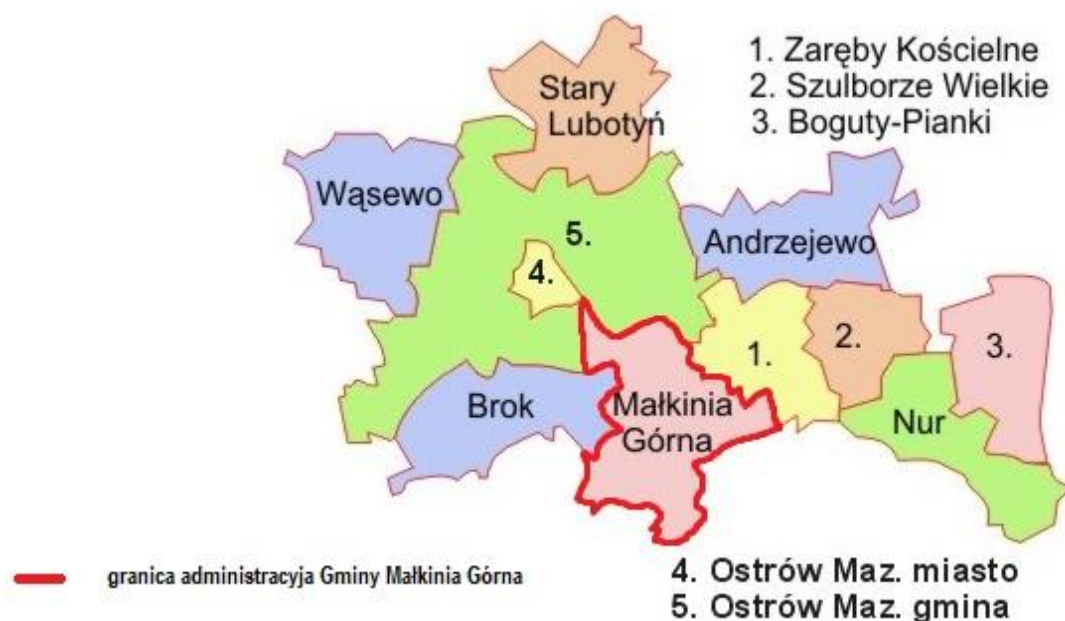 1. Zaręby Kościelne
2. Szulborze Wielkie
3. Boguty-Pianki
Stary
Lubotyń
Wąsewo
5.
Andrzejewo
4.
1.
2.
3.
Brok
Małkinia
Górna
Nur
granica administracyja Gminy Małkinia Górna
4. Ostrów Maz. miasto
5. Ostrów Maz. gmina